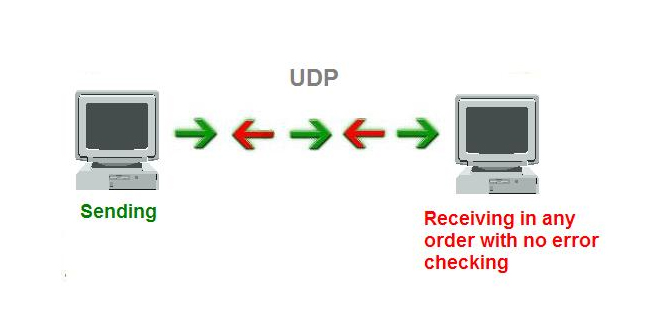 UDP
Sending
Receiving in any
order with no error
checking